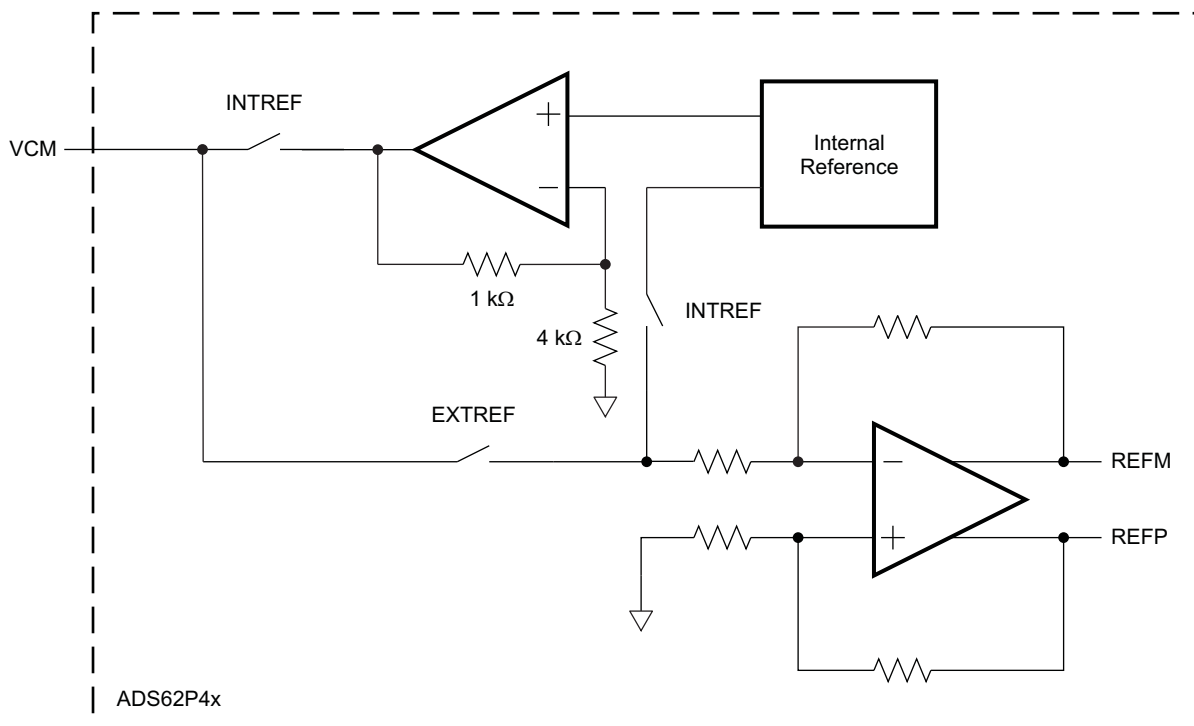 INTREF
VCM
+
−
Internal
Reference
1 kΩ
4 kΩ
INTREF
EXTREF
−
REFM
+
REFP
ADS62P4x